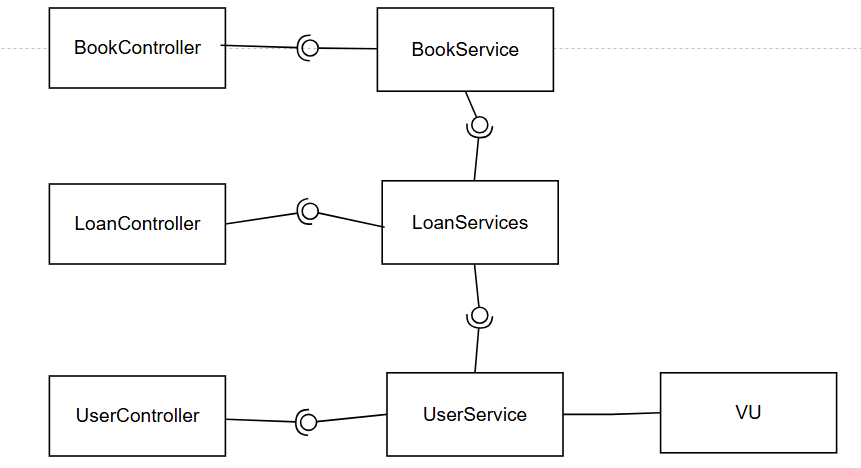 BookController
BookService
LoanController
LoanServices
UserController
UserService
VU